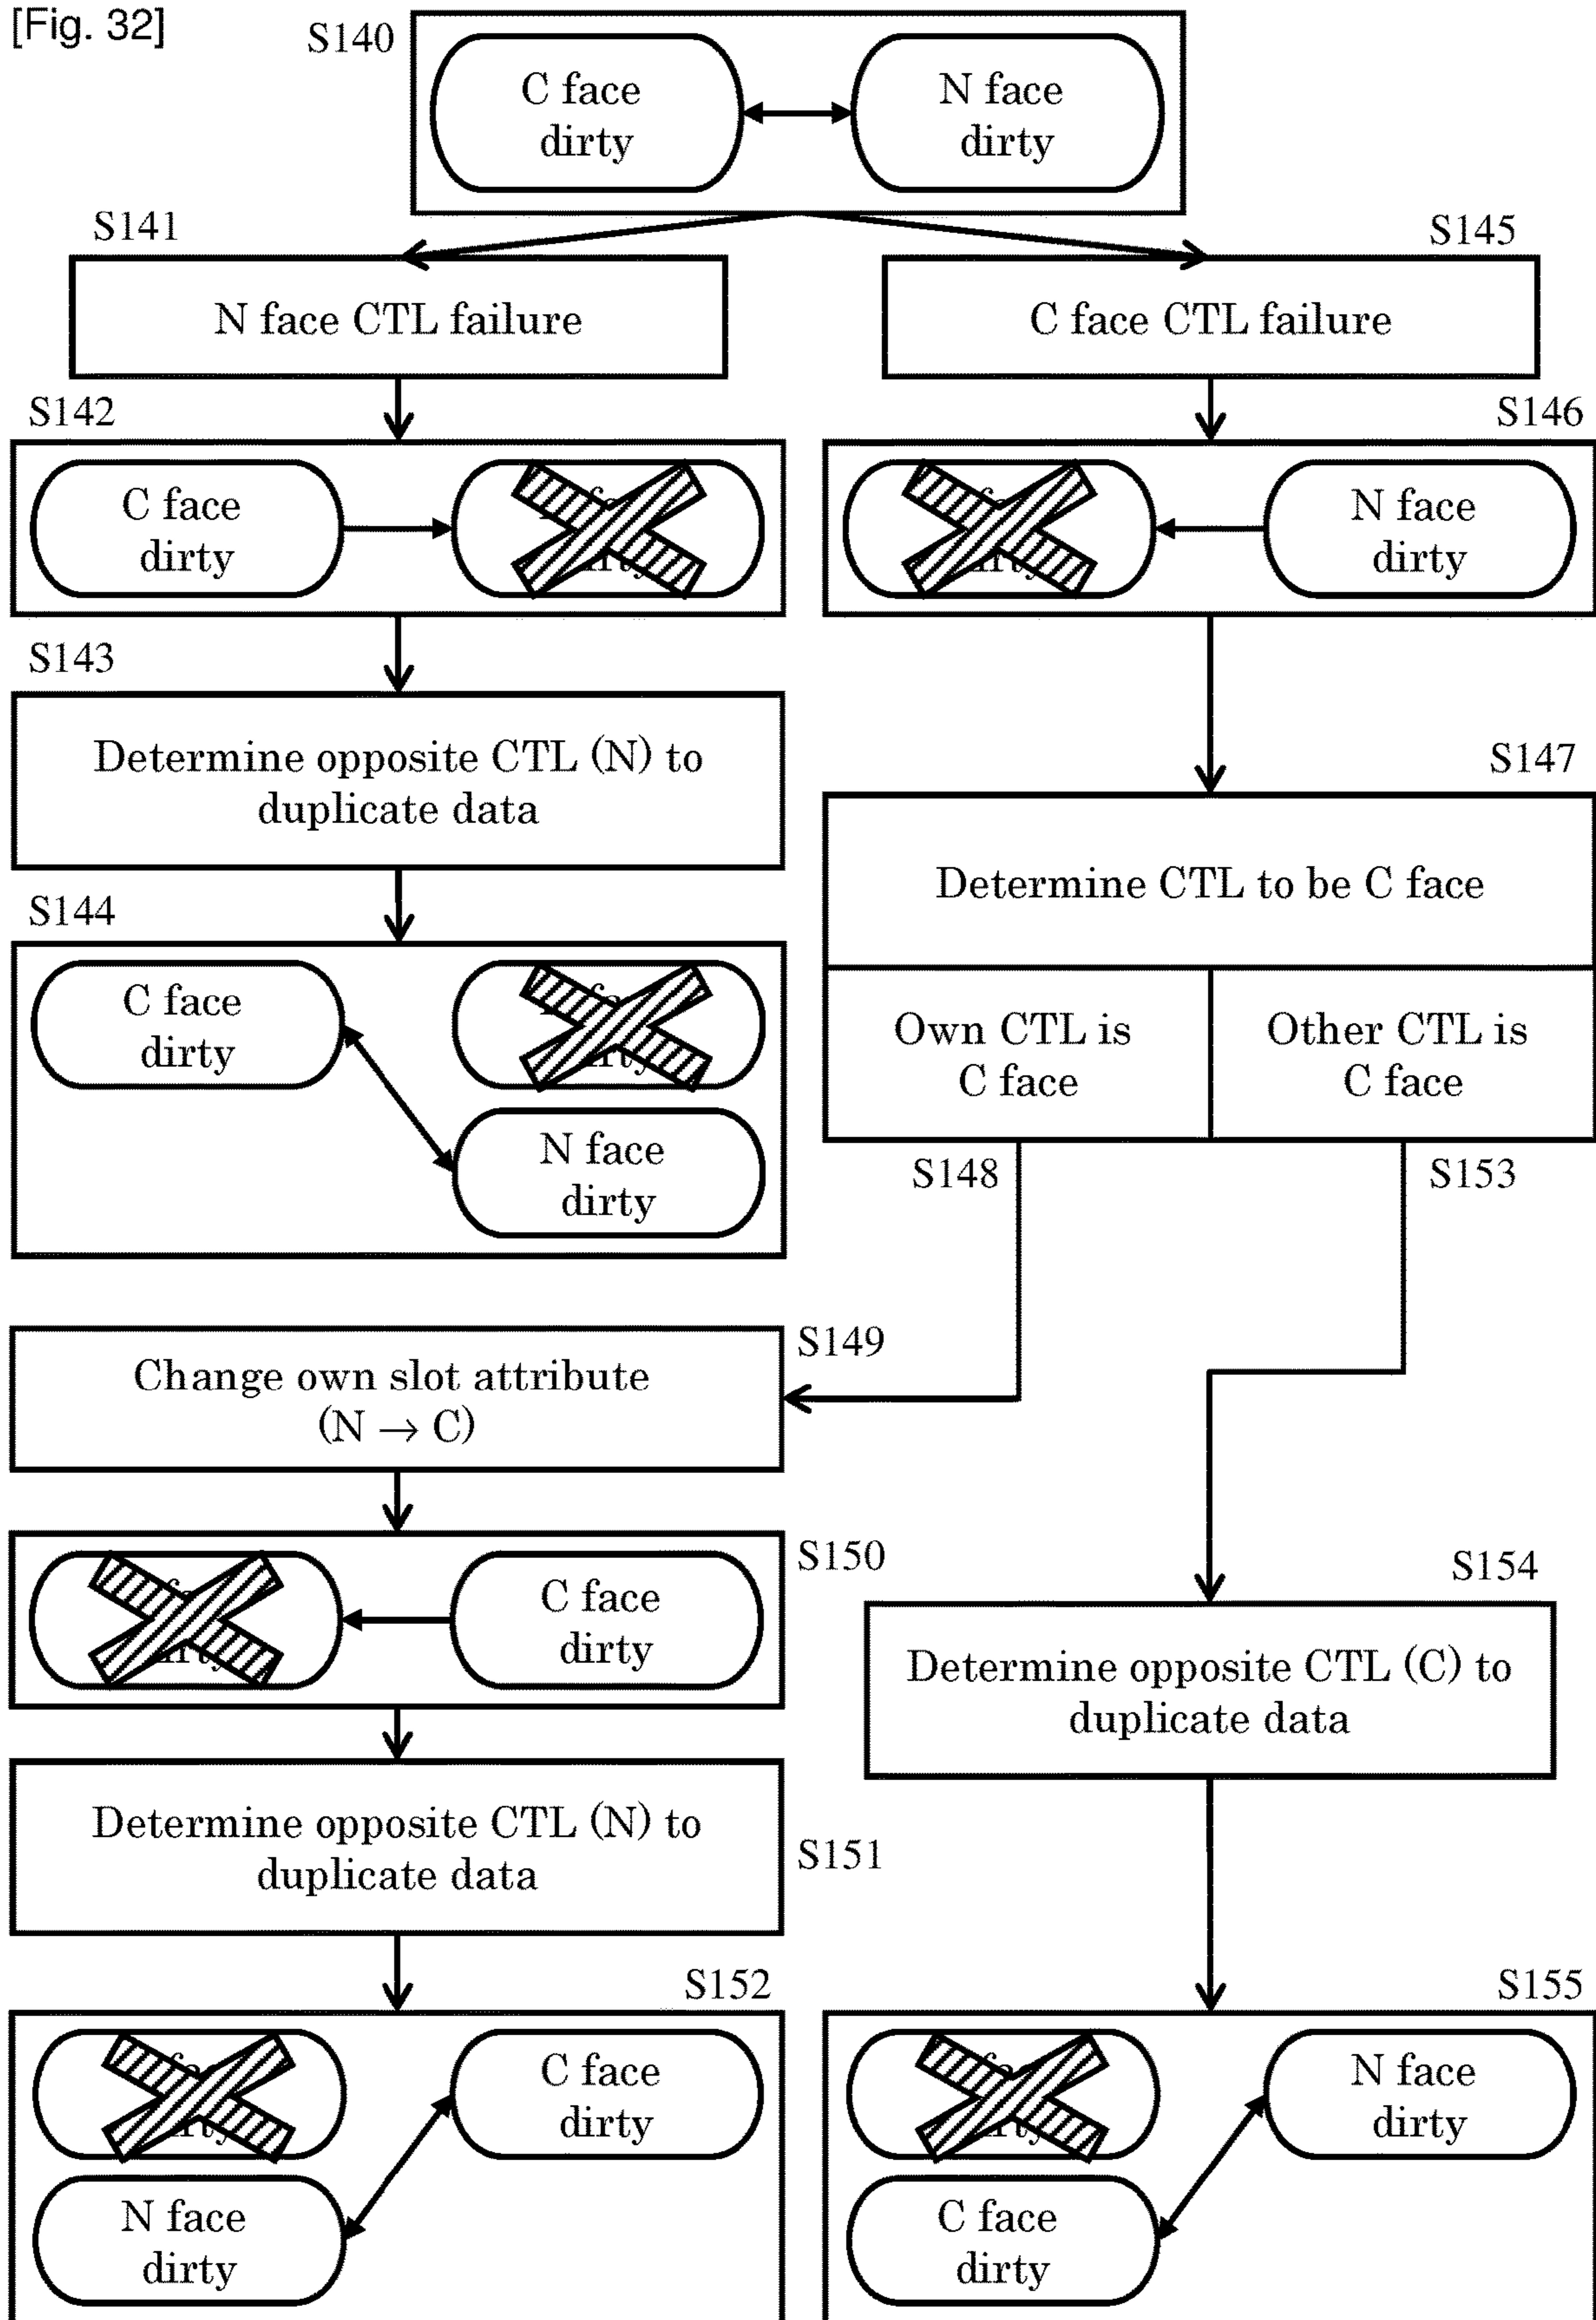 [Fig. 32]
S140
C face
dirty
N face
dirty
S141
S145
N face CTL failure
C face CTL failure
S142
S146
C face
dirty
N face
dirty
S143
Determine opposite CTL (N) to
duplicate data
S147
Determine CTL to be C face
S144
C face
dirty
N face
dirty
Own CTL is
C face
Other CTL is
C face
S148
S153
S149
Change own slot attribute
(N → C)
S150
C face
dirty
S154
Determine opposite CTL (C) to
duplicate data
Determine opposite CTL (N) to
duplicate data
S151
S152
S155
C face
dirty
N face
dirty
N face
dirty
C face
dirty